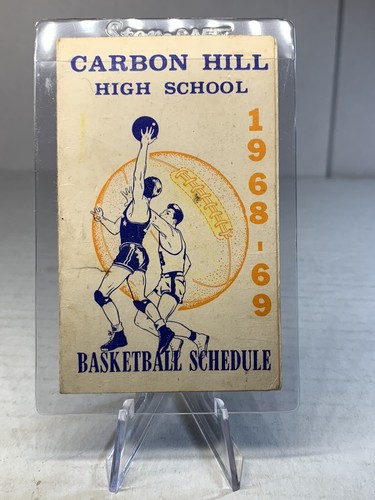 CARBON HILL
HIGH SCHOOL
1968-69
BASKETBALL SCHEDULE